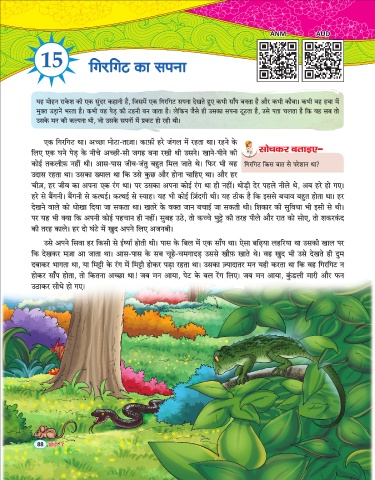 ANM
AUD
15
गिरगिट का सपना
यह मोहन राकेश की एक सुंदर कहानी है, जिसमें एक गिरगिट सपना देखते हुए कभी साँप बनता है और कभी कौवा। कभी वह हवा में
मुक्त उड़ानें भरता है। कभी वह पेड़ की टहनी बन जाता है। लेकिन जैसे ही उसका सपना टूटता है, उसे पता चलता है कि यह सब तो
उसके मन की कल्पना थी, जो उसके सपनों में प्रकट हो रही थी।
एक गिरगिट था। अच्छा मोटा-ताज़ा। काफ़ी हरे जंगल में रहता था। रहने के
लिए एक घने पेड़ के नीचे अच्छी-सी जगह बना रखी थी उसने। खाने-पीने की
कोई तकलीफ़ नहीं थी। आस-पास जीव-जंतु बहुत मिल जाते थे। फिर भी वह
उदास रहता था। उसका ख्याल था कि उसे कुछ और होना चाहिए था। और हर
चीज़, हर जीव का अपना एक रंग था। पर उसका अपना कोई रंग था ही नहीं। थोड़ी देर पहले नीले थे, अब हरे हो गए।
हरे से बैंगनी। बैंगनी से कत्थई। कत्थई से स्याह। यह भी कोई ज़िंदगी थी। यह ठीक है कि इससे बचाव बहुत होता था। हर
देखने वाले को धोखा दिया जा सकता था। खतरे के वक्त जान बचाई जा सकती थी। शिकार की सुविधा भी इसी से थी।
पर यह भी क्या कि अपनी कोई पहचान ही नहीं। सुबह उठे, तो कच्चे भुट्टे की तरह पीले और रात को सोए, तो शकरकंद
की तरह काले। हर दो घंटे में खुद अपने लिए अजनबी।
सोचकर बताइए–
गिरगिट किस बात से परेशान था?
उसे अपने सिवा हर किसी से ईर्ष्या होती थी। पास के बिल में एक साँप था। ऐसा बढ़िया लहरिया था उसकी खाल पर
कि देखकर मज़ा आ जाता था। आस-पास के सब चूहे-चमगादड़ उससे खौफ़ खाते थे। वह खुद भी उसे देखते ही दुम
दबाकर भागता था, या मिट्टी के रंग में मिट्टी होकर पड़ा रहता था। उसका ज़्यादातर मन यही करता था कि वह गिरगिट न
होकर साँप होता, तो कितना अच्छा था! जब मन आया, पेट के बल रेंग लिए। जब मन आया, कुंडली मारी और फन
उठाकर सीधे हो गए।
88